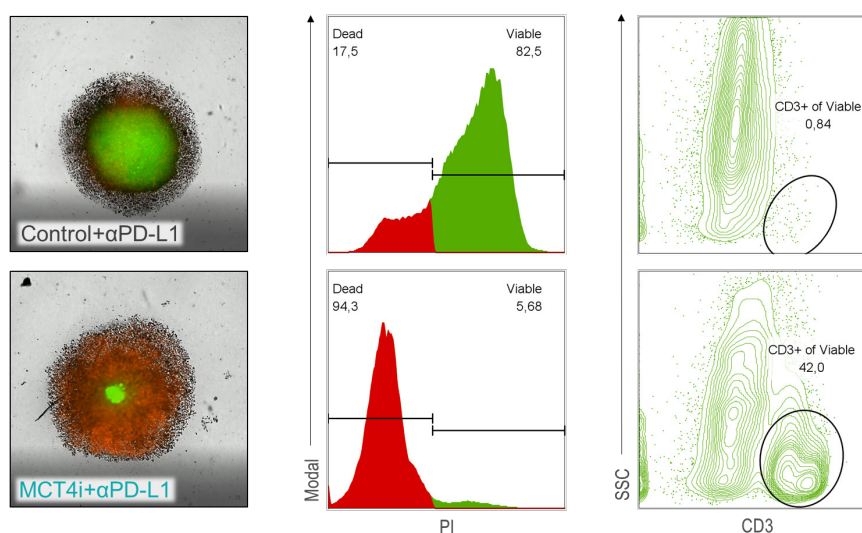 Control+αPD-L1
Dead
17,5
Viable
82,5
CD3+ of Viable
0,84
MCT4i+αPD-L1
Dead
94,3
Viable
5,68
CD3+ of Viable
42,0
Modal
PI
SSC
CD3